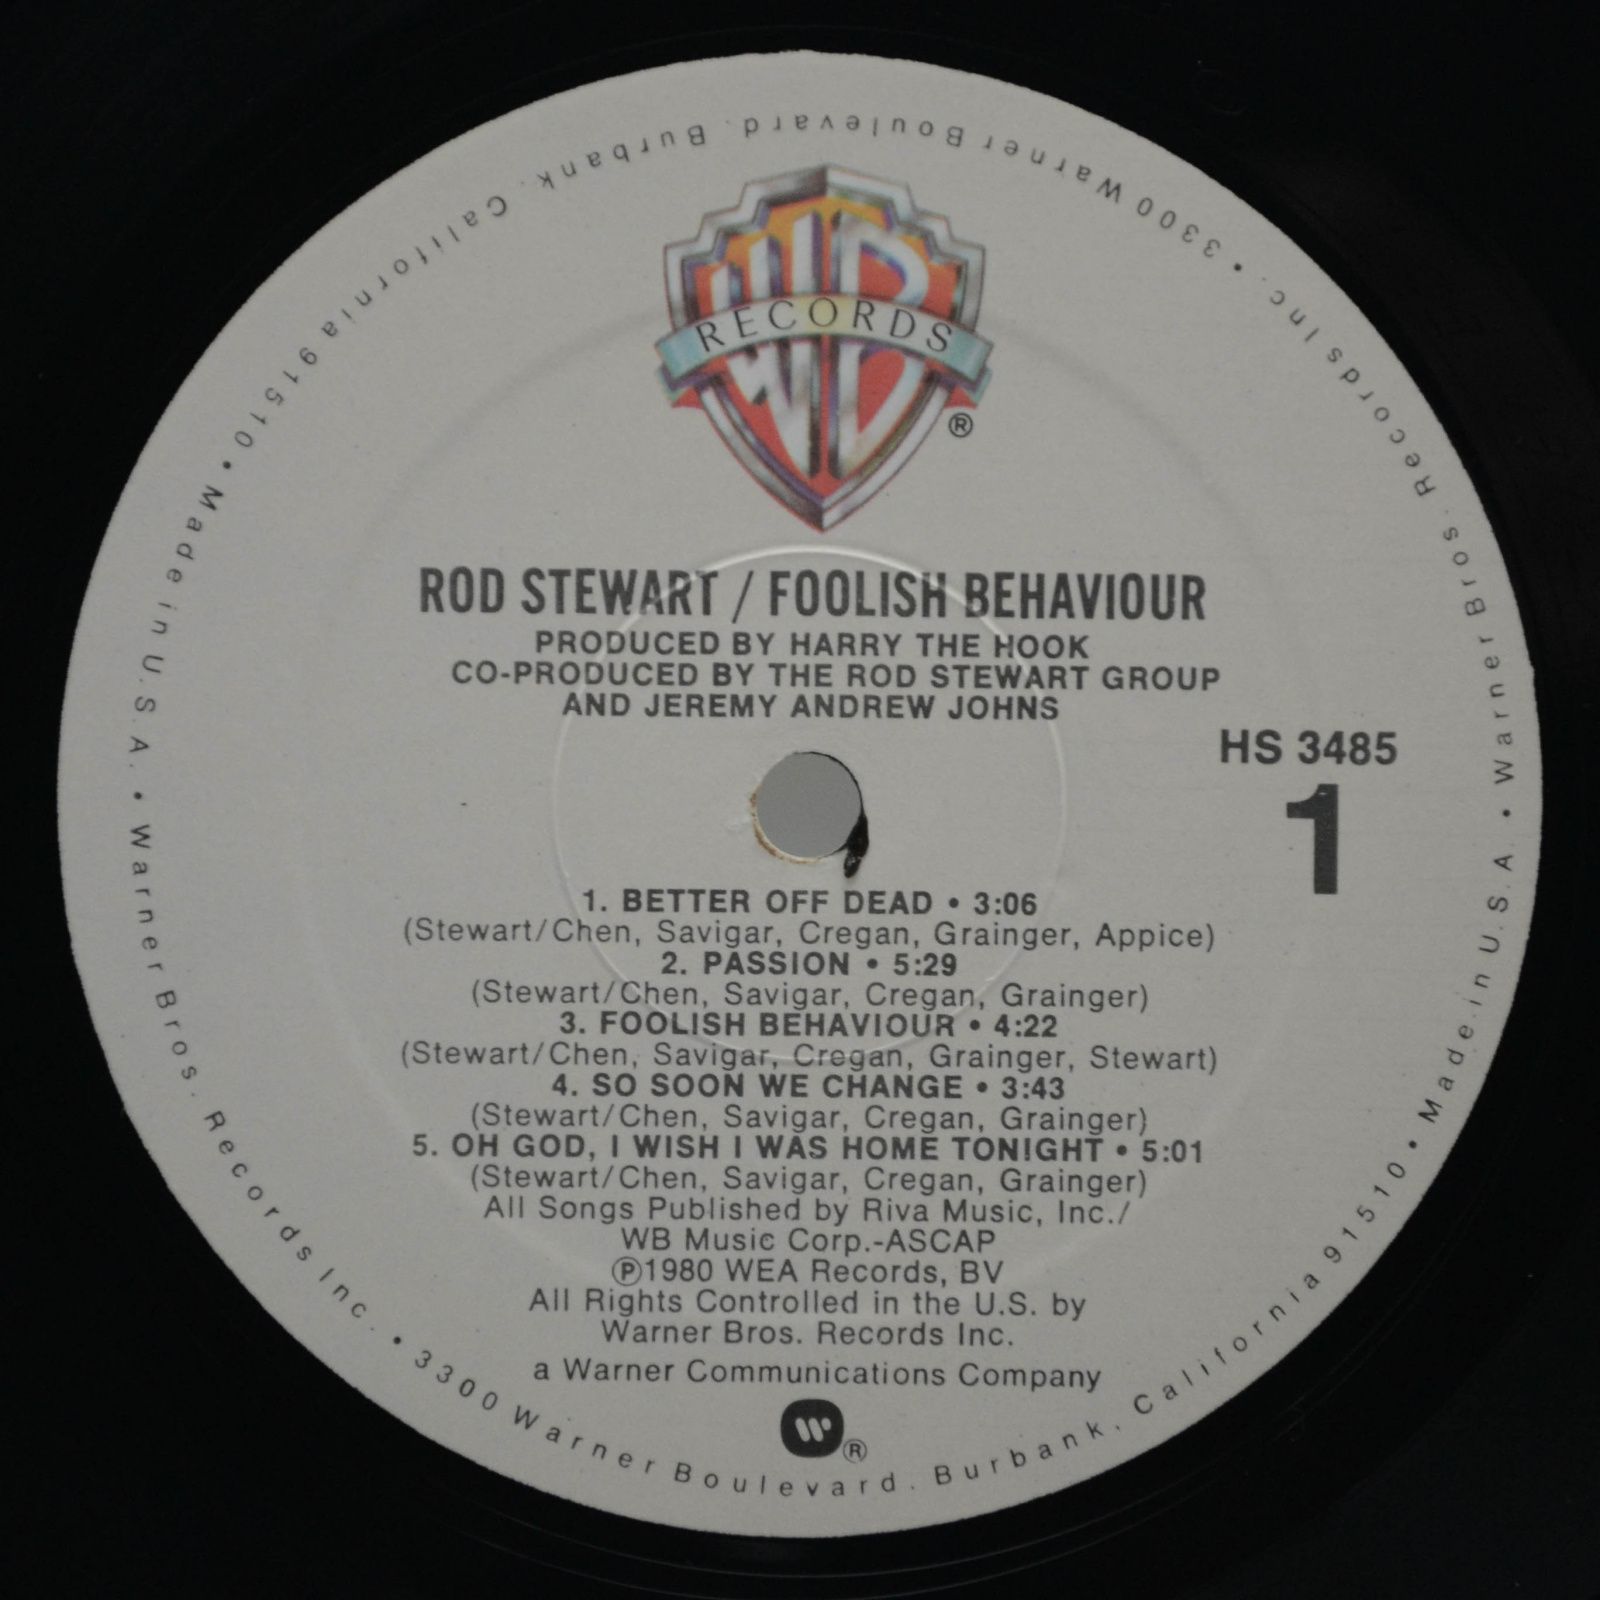 WB
RECORDS
®
ROD STEWART / FOOLISH BEHAVIOUR
PRODUCED BY HARRY THE HOOK
CO-PRODUCED BY THE ROD STEWART GROUP
AND JEREMY ANDREW JOHNS
HS 3485
1
1. BETTER OFF DEAD • 3:06
(Stewart/Chen, Savigar, Cregan, Grainger, Appice)
2. PASSION • 5:29
(Stewart/Chen, Savigar, Cregan, Grainger)
3. FOOLISH BEHAVIOUR • 4:22
(Stewart/Chen, Savigar, Cregan, Grainger, Stewart)
4. SO SOON WE CHANGE • 3:43
(Stewart/Chen, Savigar, Cregan, Grainger)
5. OH GOD, I WISH I WAS HOME TONIGHT • 5:01
(Stewart/Chen, Savigar, Cregan, Grainger)
All Songs Published by Riva Music, Inc./
WB Music Corp.-ASCAP
℗1980 WEA Records, BV
All Rights Controlled in the U.S. by
Warner Bros. Records Inc.
a Warner Communications Company
W®
Warner Bros. Records Inc. • 3300 Warner Boulevard. Burbank. California 91510 • Made in U.S.A. • Warner Bros. Records Inc. • 3300 Warner Boulevard. Burbank. California 91510 • Made in U.S.A. •